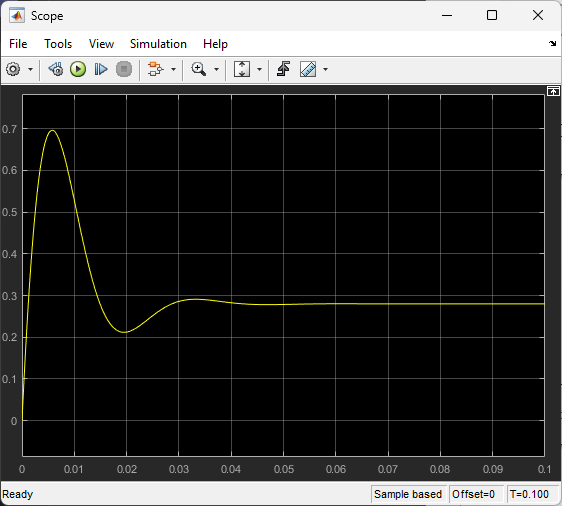 Scope
File Tools View Simulation Help
0.7
0.6
0.5
0.4
0.3
0.2
0.1
0
0 0.01 0.02 0.03 0.04 0.05 0.06 0.07 0.08 0.09 0.1
Ready Sample based Offset=0 T=0.100